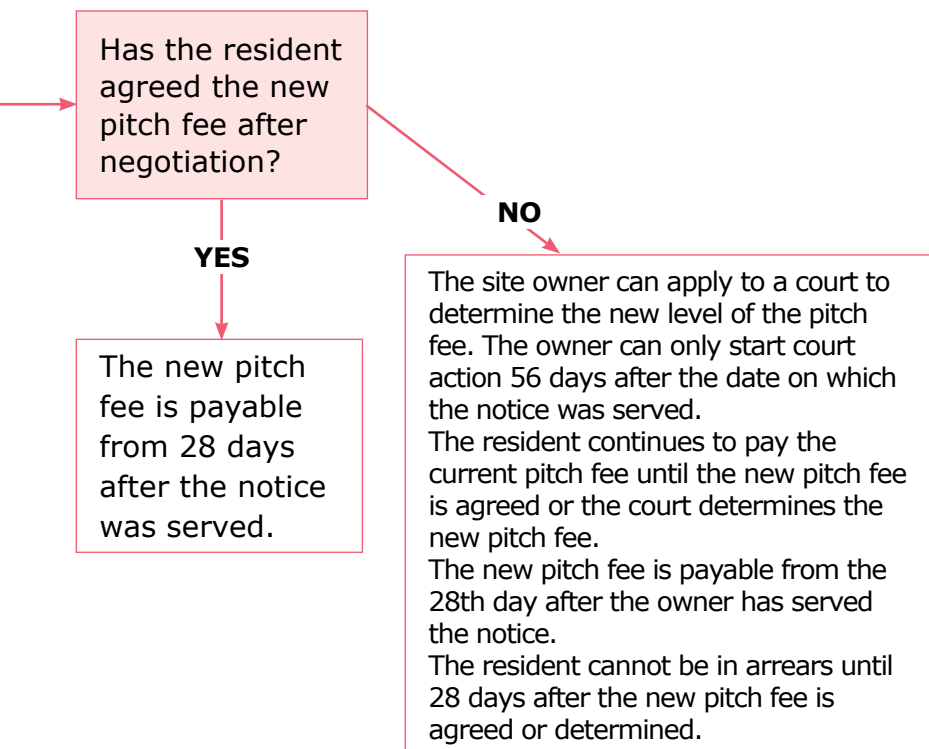 Has the resident
agreed the new
pitch fee after
negotiation?
NO
YES
The new pitch
fee is payable
from 28 days
after the notice
was served.
The site owner can apply to a court to
determine the new level of the pitch
fee. The owner can only start court
action 56 days after the date on which
the notice was served.
The resident continues to pay the
current pitch fee until the new pitch fee
is agreed or the court determines the
new pitch fee.
The new pitch fee is payable from the
28th day after the owner has served
the notice.
The resident cannot be in arrears until
28 days after the new pitch fee is
agreed or determined.